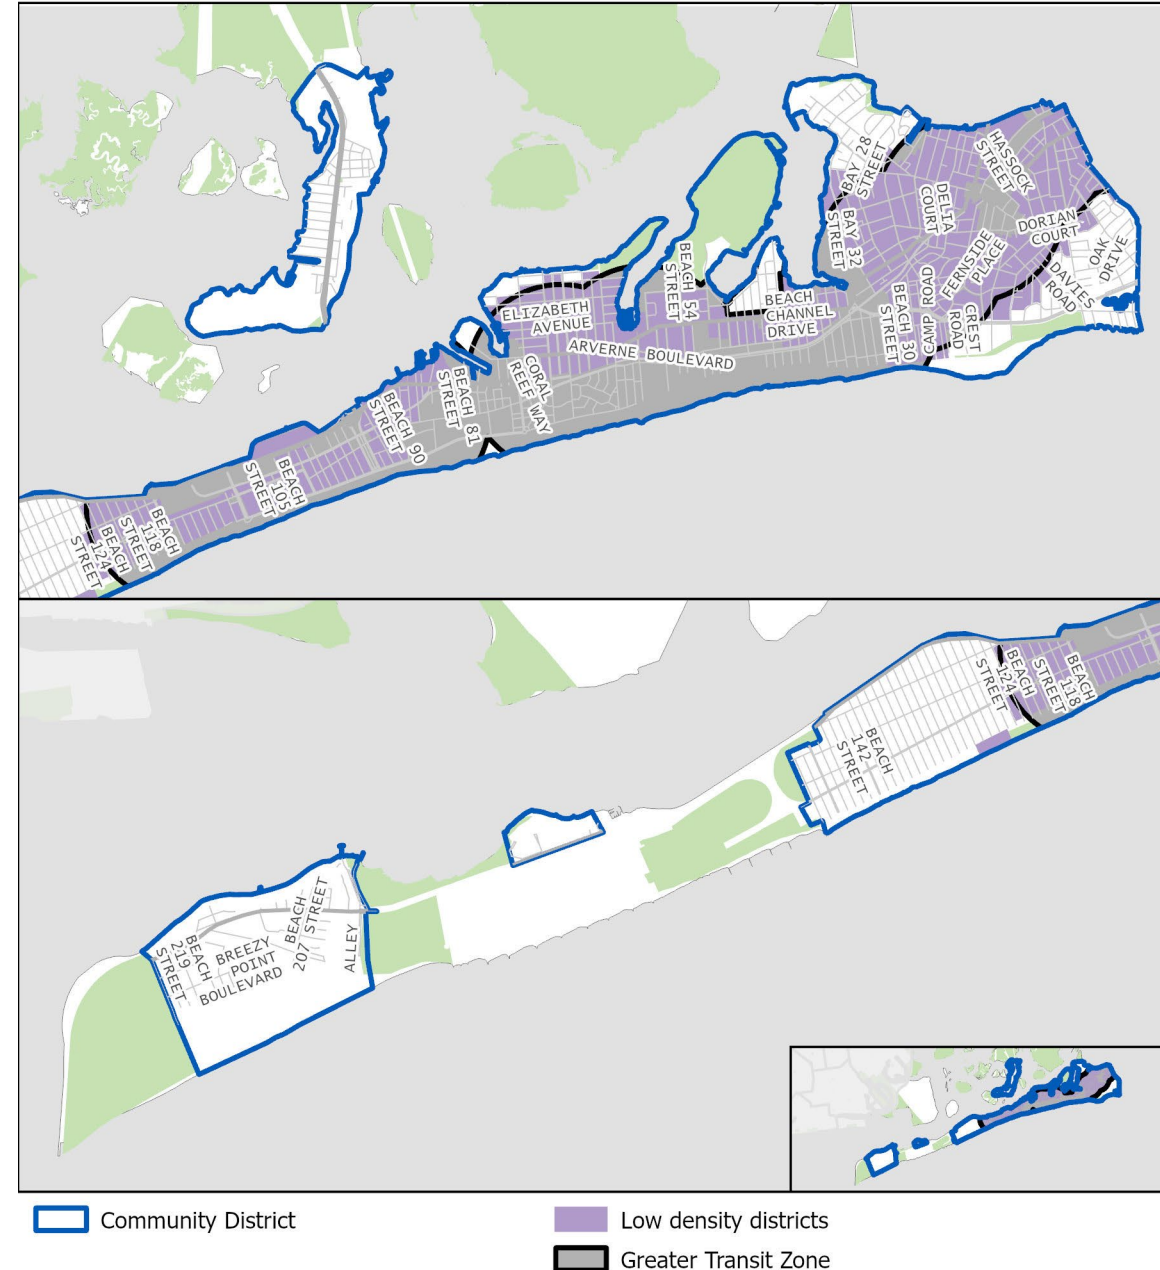 HASSOCK
STREET
BAY 28
STREET
DELIA
COURT
DORIAN
COURT
BAY 32
STREET
FERNSIDE
PLACE
OAK
DRIVE
DAVIES
ROAD
BEACH 54
STREET
ELIZABETH
AVENUE
BEACH
CHANNEL
DRIVE
BEACH 30
STREET
CAMP ROAD
CREST
ROAD
ARVERNE BOULEVARD
CORAL
REEF WAY
BEACH 81
STREET
BEACH 90
STREET
BEACH
105
STREET
BEACH
118
STREET
BEACH
124
STREET
BEACH
124
STREET
BEACH
118
STREET
BEACH
142
STREET
BEACH
207 STREET
BEACH
219
STREET
BREEZY
POINT
BOULEVARD
ALLEY
Community District
Low density districts
Greater Transit Zone